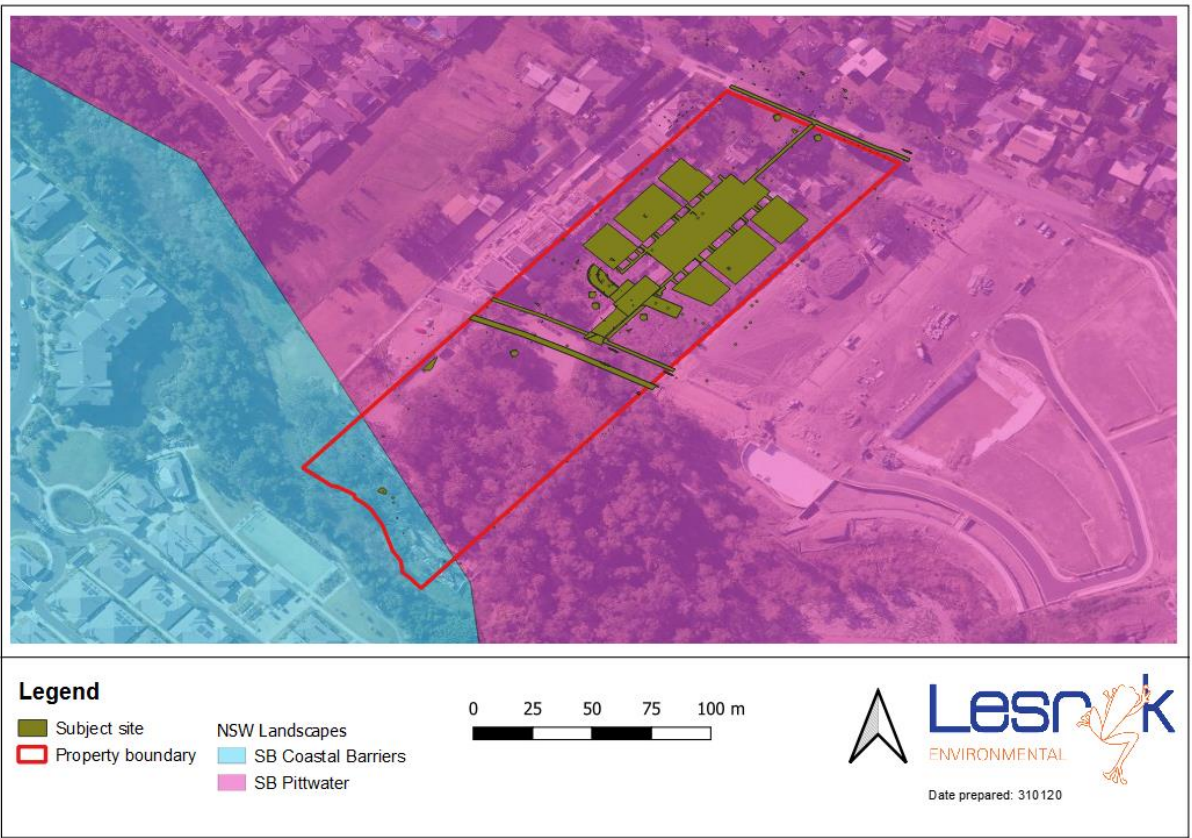 Legend
Subject site
Property boundary
NSW Landscapes
SB Coastal Barriers
SB Pittwater
0 25 50 75 100 m
Lesryk
ENVIRONMENTAL
Date prepared: 310120